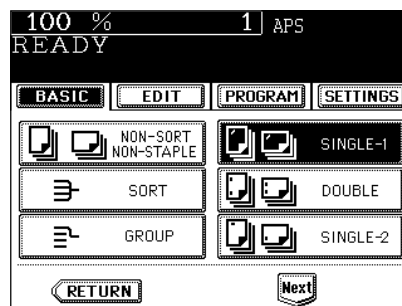 100 % 1 APS
READY
BASIC EDIT PROGRAM SETTINGS
NON-SORT
NON-STAPLE
SINGLE-1
SORT DOUBLE
GROUP SINGLE-2
RETURN Next